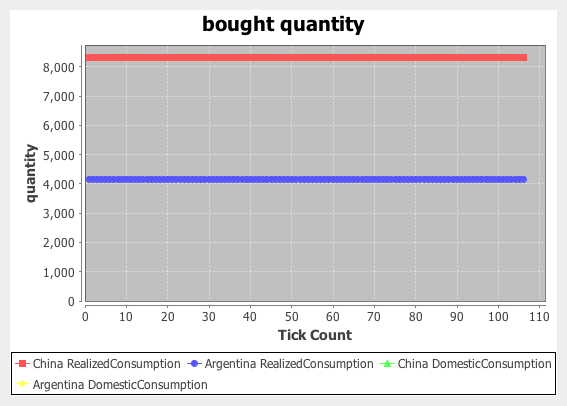 bought quantity
8,000
7,000
6,000
5,000
4,000
3,000
2,000
1,000
0
quantity
0 10 20 30 40 50 60 70 80 90 100 110
Tick Count
China RealizedConsumption Argentina RealizedConsumption China DomesticConsumption
Argentina DomesticConsumption